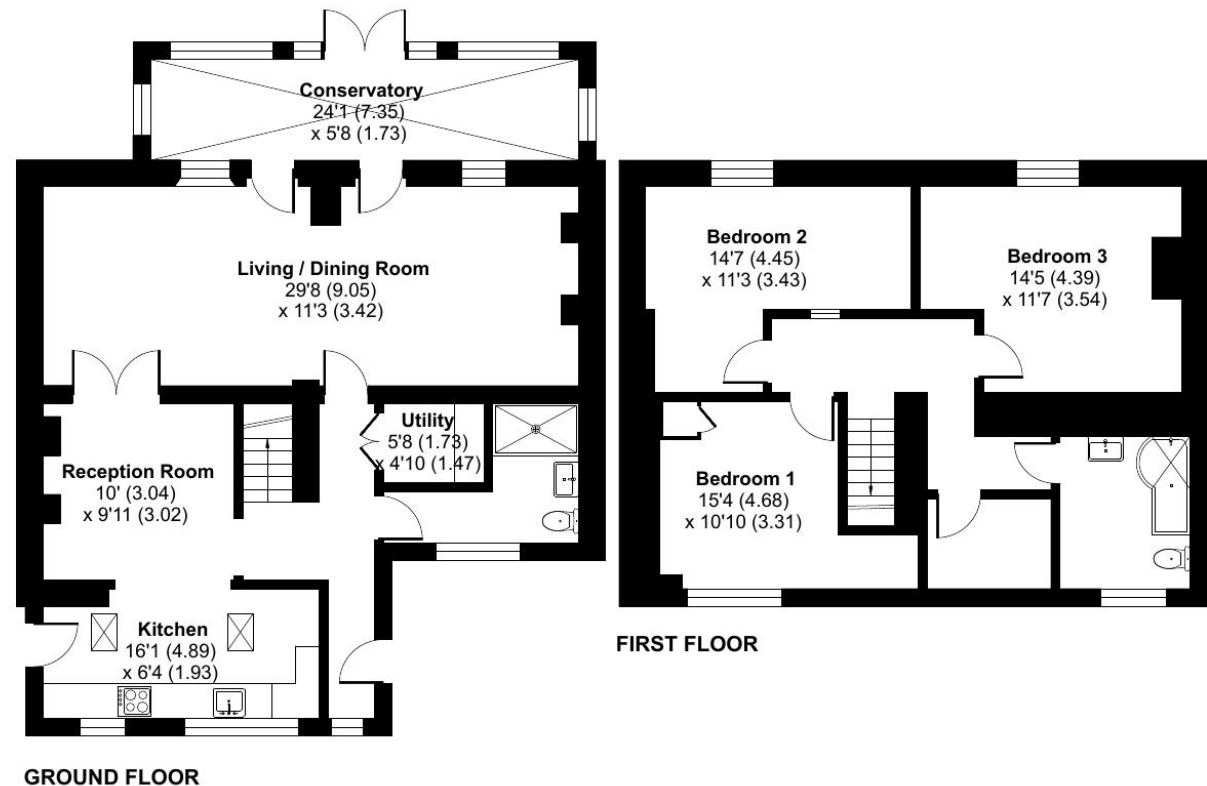 Conservatory
24'1 (7.35)
x 5'8 (1.73)
Living / Dining Room
29'8 (9.05)
x 11'3 (3.42)
Utility
5'8 (1.73)
x 4'10 (1.47)
Reception Room
10' (3.04)
x 9'11 (3.02)
Kitchen
16'1 (4.89)
x 6'4 (1.93)
GROUND FLOOR
Bedroom 2
14'7 (4.45)
x 11'3 (3.43)
Bedroom 3
14'5 (4.39)
x 11'7 (3.54)
Bedroom 1
15'4 (4.68)
x 10'10 (3.31)
FIRST FLOOR